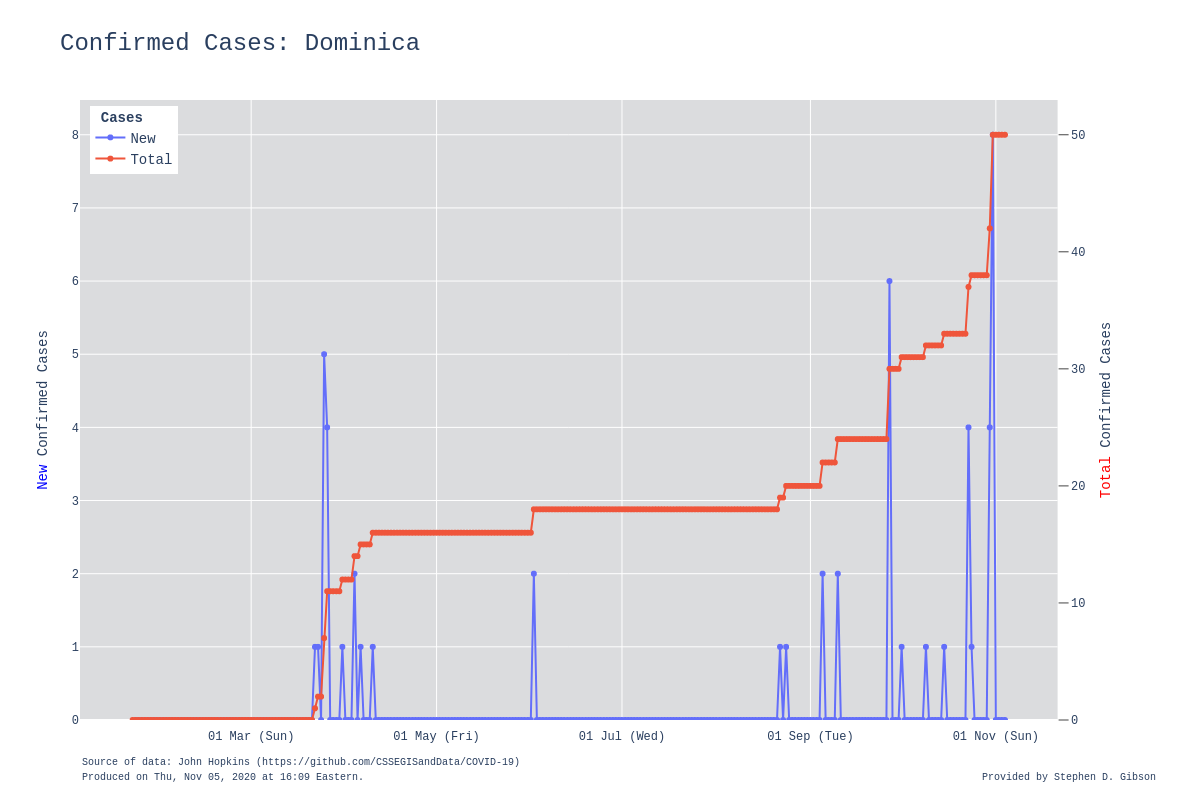 Confirmed Cases: Dominica
Cases
New
Total
8
7
6
5
4
3
2
1
0
50
40
30
20
10
0
New Confirmed Cases
Total Confirmed Cases
01 Mar (Sun)
01 May (Fri)
01 Jul (Wed)
01 Sep (Tue)
01 Nov (Sun)
Source of data: John Hopkins (https://github.com/CSSEGISandData/COVID-19)
Produced on Thu, Nov 05, 2020 at 16:09 Eastern.
Provided by Stephen D. Gibson